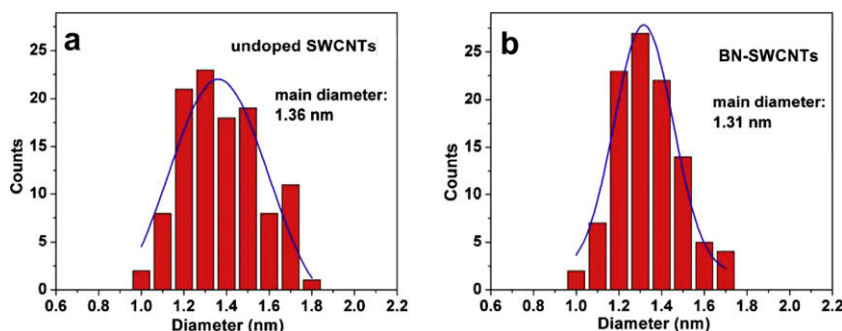 a
undoped SWCNTs
main diameter:
1.36 nm
Counts
25
20
15
10
5
0
0.6 0.8 1.0 1.2 1.4 1.6 1.8 2.0 2.2
Diameter (nm)
b
BN-SWCNTs
main diameter:
1.31 nm
Counts
25
20
15
10
5
0
0.6 0.8 1.0 1.2 1.4 1.6 1.8 2.0 2.2
Diameter (nm)